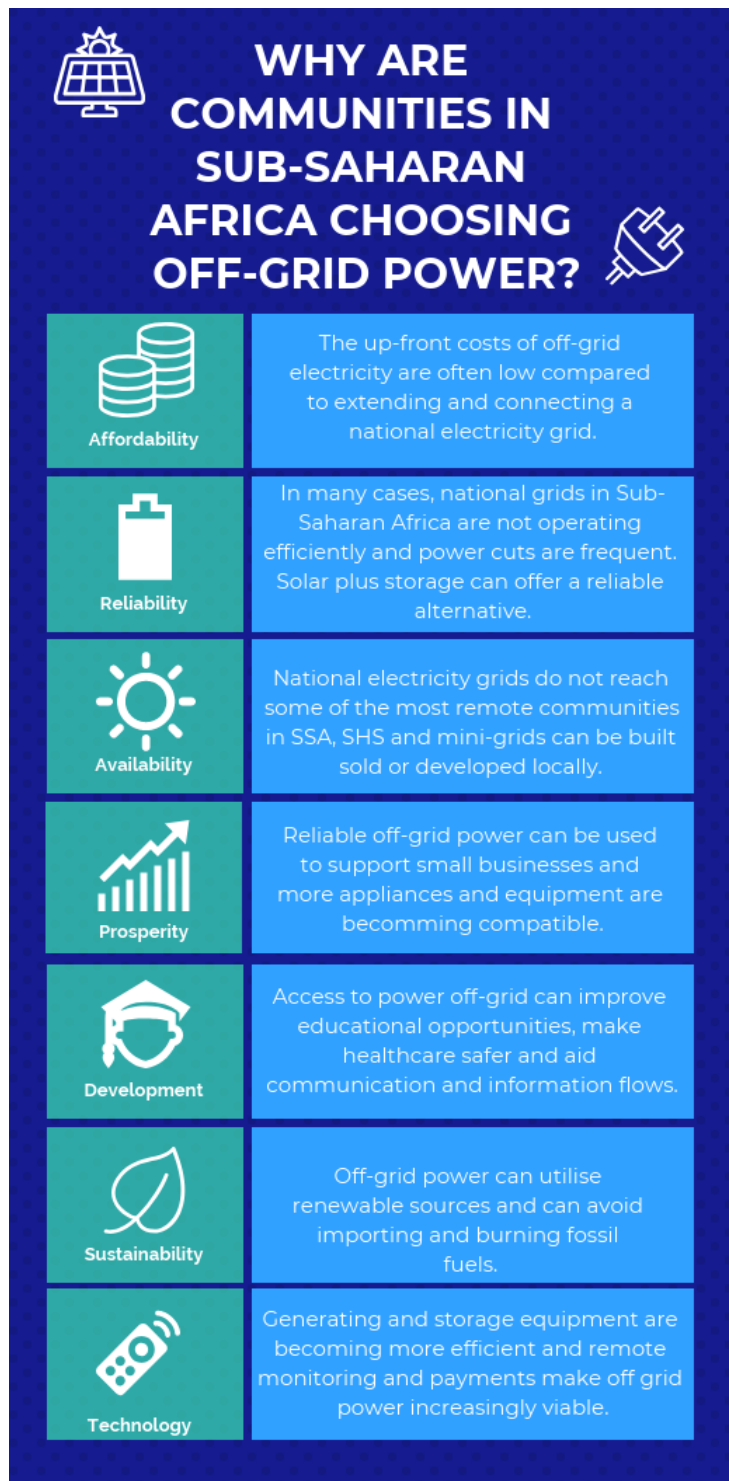 WHY ARE
COMMUNITIES IN
SUB-SAHARAN
AFRICA CHOOSING
OFF-GRID POWER?
Affordability
The up-front costs of off-grid
electricity are often low compared
to extending and connecting a
national electricity grid.
Reliability
In many cases, national grids in Sub-
Saharan Africa are not operating
efficiently and power cuts are frequent.
Solar plus storage can offer a reliable
alternative.
Availability
National electricity grids do not reach
some of the most remote communities
in SSA, SHS and mini-grids can be built
sold or developed locally.
Prosperity
Reliable off-grid power can be used
to support small businesses and
more appliances and equipment are
becomming compatible.
Development
Access to power off-grid can improve
educational opportunities, make
healthcare safer and aid
communication and information flows.
Sustainability
Off-grid power can utilise
renewable sources and can avoid
importing and burning fossil
fuels.
Technology
Generating and storage equipment are
becoming more efficient and remote
monitoring and payments make off grid
power increasingly viable.